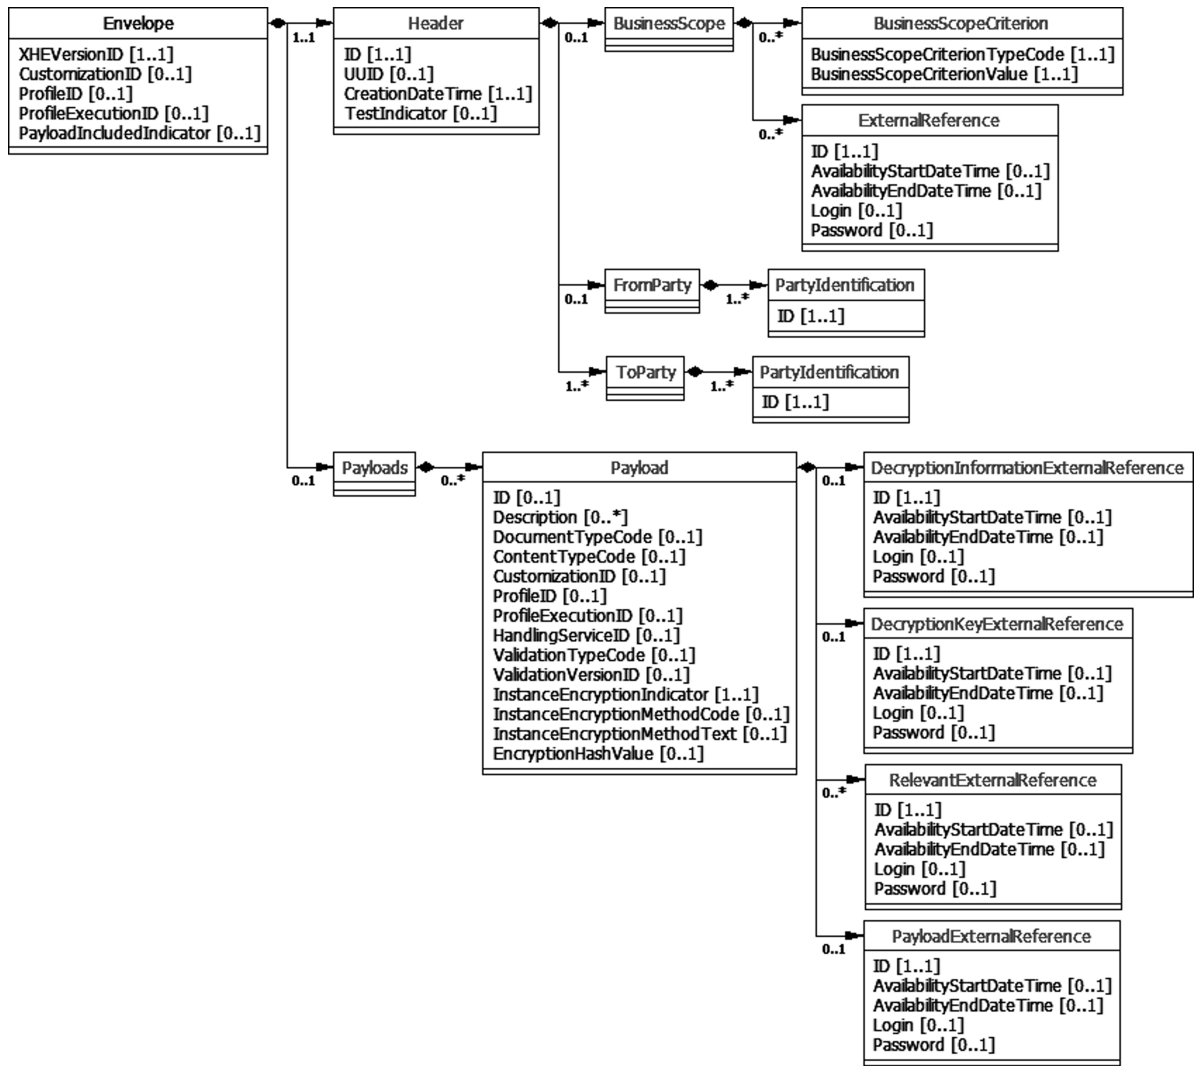 Envelope
XHEVersionID [1..1]
CustomizationID [0..1]
ProfileID [0..1]
ProfileExecutionID [0..1]
PayloadIncludedIndicator [0..1]
1..1
Header
ID [1..1]
UUID [0..1]
CreationDateTime [1..1]
TestIndicator [0..1]
0..1
BusinessScope
0..*
BusinessScopeCriterion
BusinessScopeCriterionTypeCode [1..1]
BusinessScopeCriterionValue [1..1]
0..*
ExternalReference
ID [1..1]
AvailabilityStartDateTime [0..1]
AvailabilityEndDateTime [0..1]
Login [0..1]
Password [0..1]
0..1
FromParty
1..*
PartyIdentification
ID [1..1]
1..*
ToParty
1..*
PartyIdentification
ID [1..1]
0..1
Payloads
0..*
Payload
ID [0..1]
Description [0..*]
DocumentTypeCode [0..1]
ContentTypeCode [0..1]
CustomizationID [0..1]
ProfileID [0..1]
ProfileExecutionID [0..1]
HandlingServiceID [0..1]
ValidationTypeCode [0..1]
ValidationVersionID [0..1]
InstanceEncryptionIndicator [1..1]
InstanceEncryptionMethodCode [0..1]
InstanceEncryptionMethodText [0..1]
EncryptionHashValue [0..1]
0..1
DecryptionInformationExternalReference
ID [1..1]
AvailabilityStartDateTime [0..1]
AvailabilityEndDateTime [0..1]
Login [0..1]
Password [0..1]
0..1
DecryptionKeyExternalReference
ID [1..1]
AvailabilityStartDateTime [0..1]
AvailabilityEndDateTime [0..1]
Login [0..1]
Password [0..1]
0..*
RelevantExternalReference
ID [1..1]
AvailabilityStartDateTime [0..1]
AvailabilityEndDateTime [0..1]
Login [0..1]
Password [0..1]
0..1
PayloadExternalReference
ID [1..1]
AvailabilityStartDateTime [0..1]
AvailabilityEndDateTime [0..1]
Login [0..1]
Password [0..1]